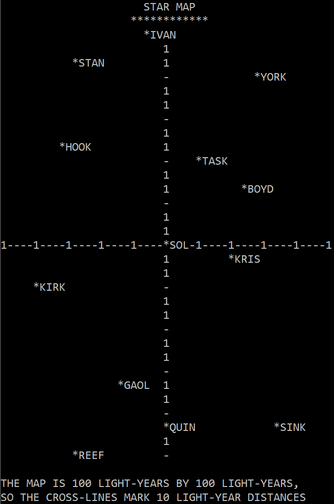 STAR MAP
************
*IVAN
1
*STAN 1
- *YORK
1
1
-
1
*HOOK 1
- *TASK
1
1 *BOYD
-
1
1
1----1----1----1----1----*SOL-1----1----1----1----1
1 *KRIS
1
*KIRK -
1
1
-
1
1
-
*GAOL 1
1
*QUIN *SINK
1
*REEF -
THE MAP IS 100 LIGHT-YEARS BY 100 LIGHT-YEARS,
SO THE CROSS-LINES MARK 10 LIGHT-YEAR DISTANCES